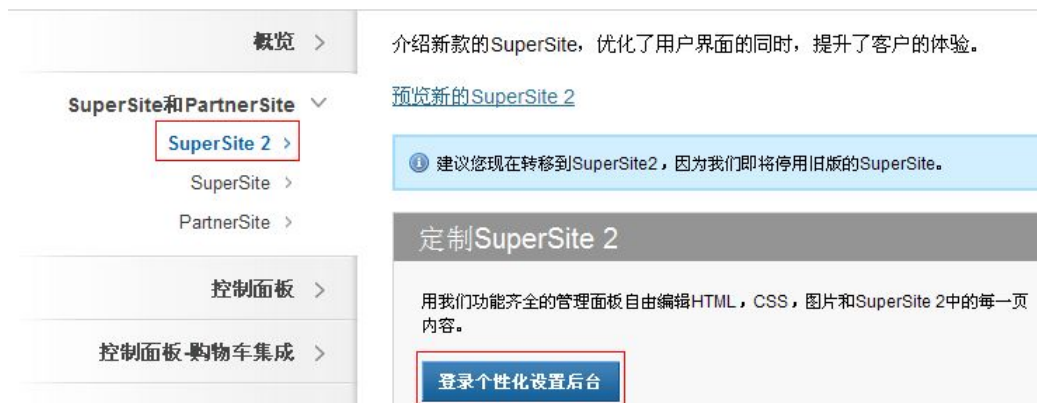 概览
SuperSite和PartnerSite
SuperSite 2
SuperSite
PartnerSite
控制面板
控制面板-购物车集成
介绍新款的SuperSite，优化了用户界面的同时，提升了客户的体验。
预览新的SuperSite 2
建议您现在转移到SuperSite2，因为我们即将停用旧版的SuperSite。
定制SuperSite 2
用我们功能齐全的管理面板自由编辑HTML，CSS，图片和SuperSite 2中的每一页
内容。
登录个性化设置后台